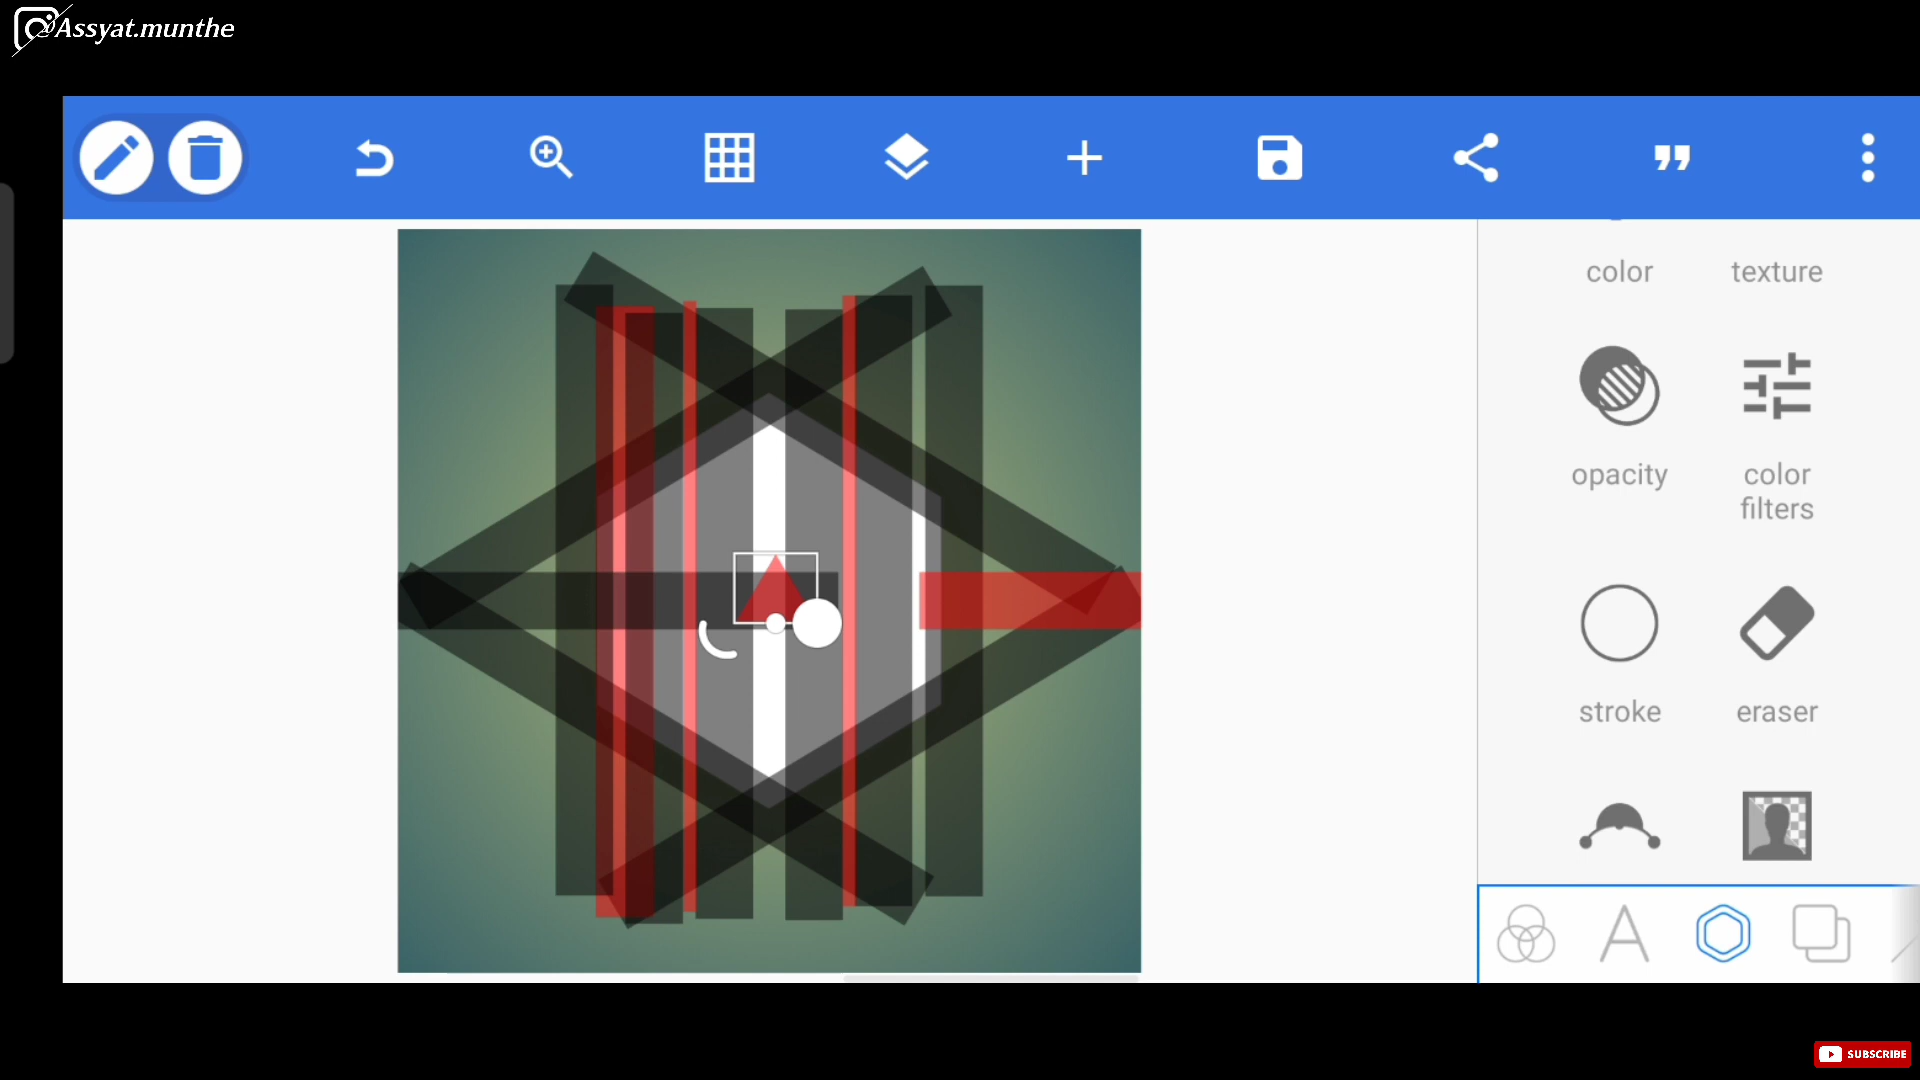 @Assyat.munthe
color texture
opacity color
filters
stroke eraser
SUBSCRIBE